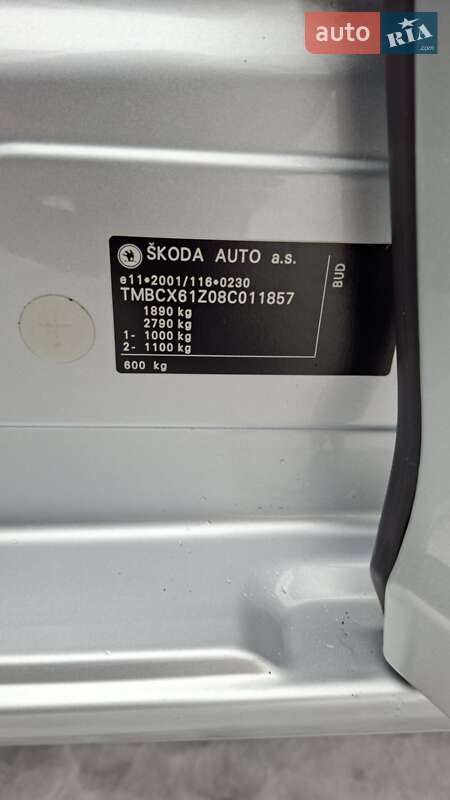 auto RIA
.com
ŠKODA AUTO a.s.
e11•2001/116•0230
TMBCX61Z08C011857
1890 kg
2790 kg
1- 1000 kg
2- 1100 kg
600 kg
BUD